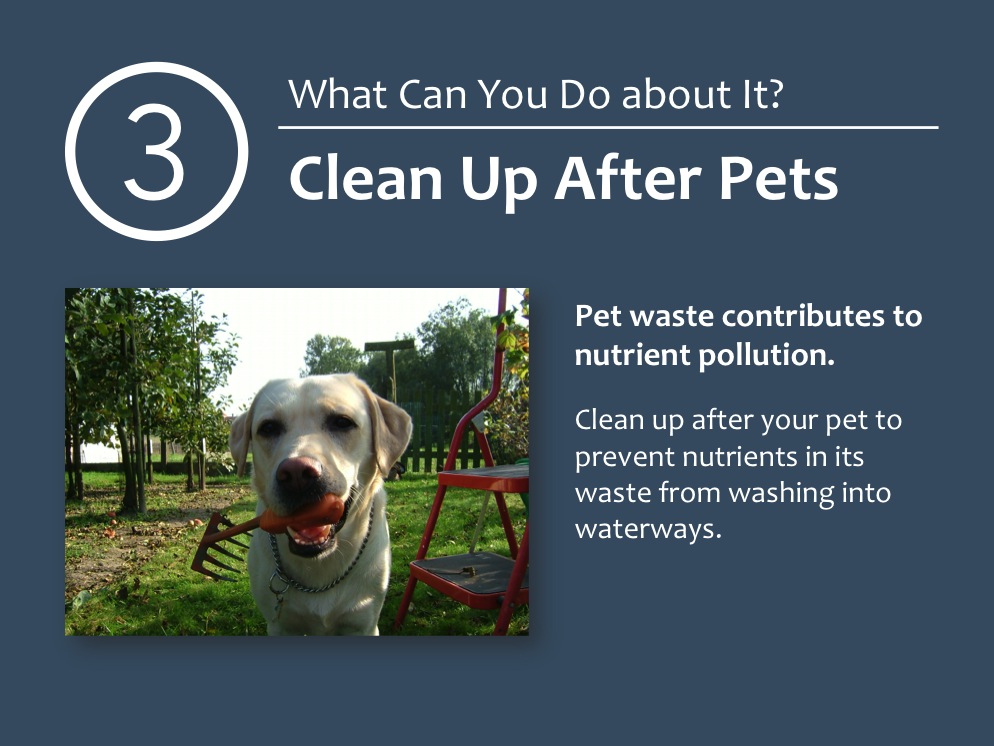 3
What Can You Do about It?
Clean Up After Pets
Pet waste contributes to
nutrient pollution.
Clean up after your pet to
prevent nutrients in its
waste from washing into
waterways.